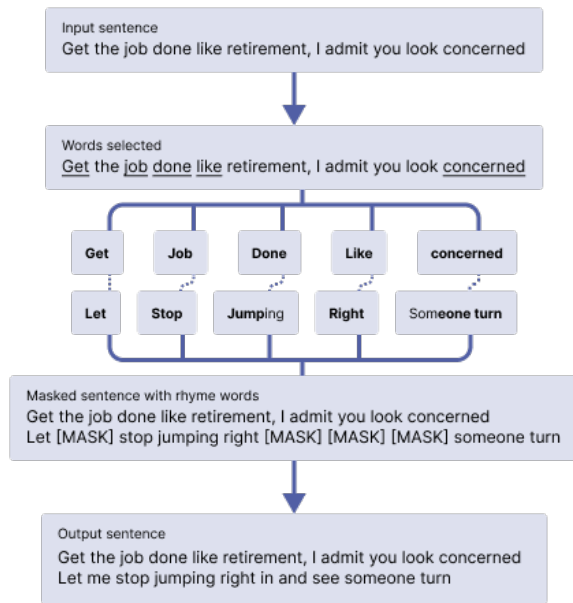 Input sentence
Get the job done like retirement, I admit you look concerned
Words selected
Get the job done like retirement, I admit you look concerned
Get Job Done Like concerned
Let Stop Jumping Right Someone turn
Masked sentence with rhyme words
Get the job done like retirement, I admit you look concerned
Let [MASK] stop jumping right [MASK] [MASK] [MASK] someone turn
Output sentence
Get the job done like retirement, I admit you look concerned
Let me stop jumping right in and see someone turn